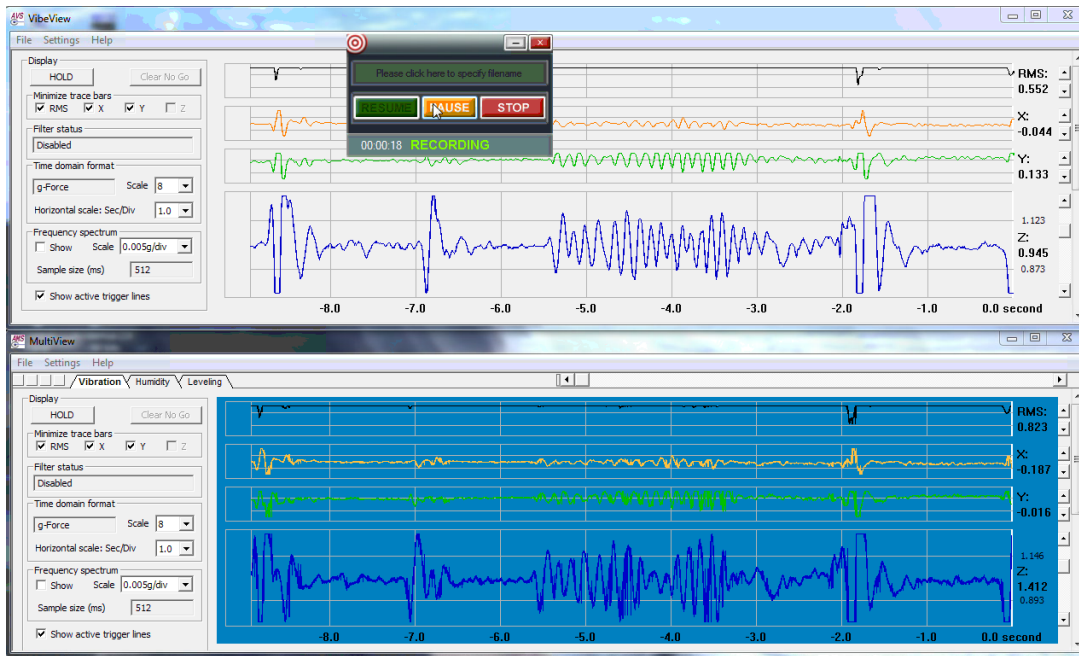 AVS VibeView
File Settings Help
Display
HOLD Clear No Go
Minimize trace bars
RMS X Y Z
Filter status
Disabled
Time domain format
g-Force Scale 8
Horizontal scale: Sec/Div 1.0
Frequency spectrum
Show Scale 0.005g/div
Sample size (ms) 512
Show active trigger lines
Please click here to specify filename
RESUME PAUSE STOP
00:00:18 RECORDING
RMS:
0.552
X:
-0.044
Y:
0.133
1.123
Z:
0.945
0.873
-8.0 -7.0 -6.0 -5.0 -4.0 -3.0 -2.0 -1.0 0.0 second
AVS MultiView
File Settings Help
Vibration Humidity Leveling
Display
HOLD Clear No Go
Minimize trace bars
RMS X Y Z
Filter status
Disabled
Time domain format
g-Force Scale 8
Horizontal scale: Sec/Div 1.0
Frequency spectrum
Show Scale 0.005g/div
Sample size (ms) 512
Show active trigger lines
RMS:
0.823
X:
-0.187
Y:
-0.016
1.146
Z:
1.412
0.893
-8.0 -7.0 -6.0 -5.0 -4.0 -3.0 -2.0 -1.0 0.0 second